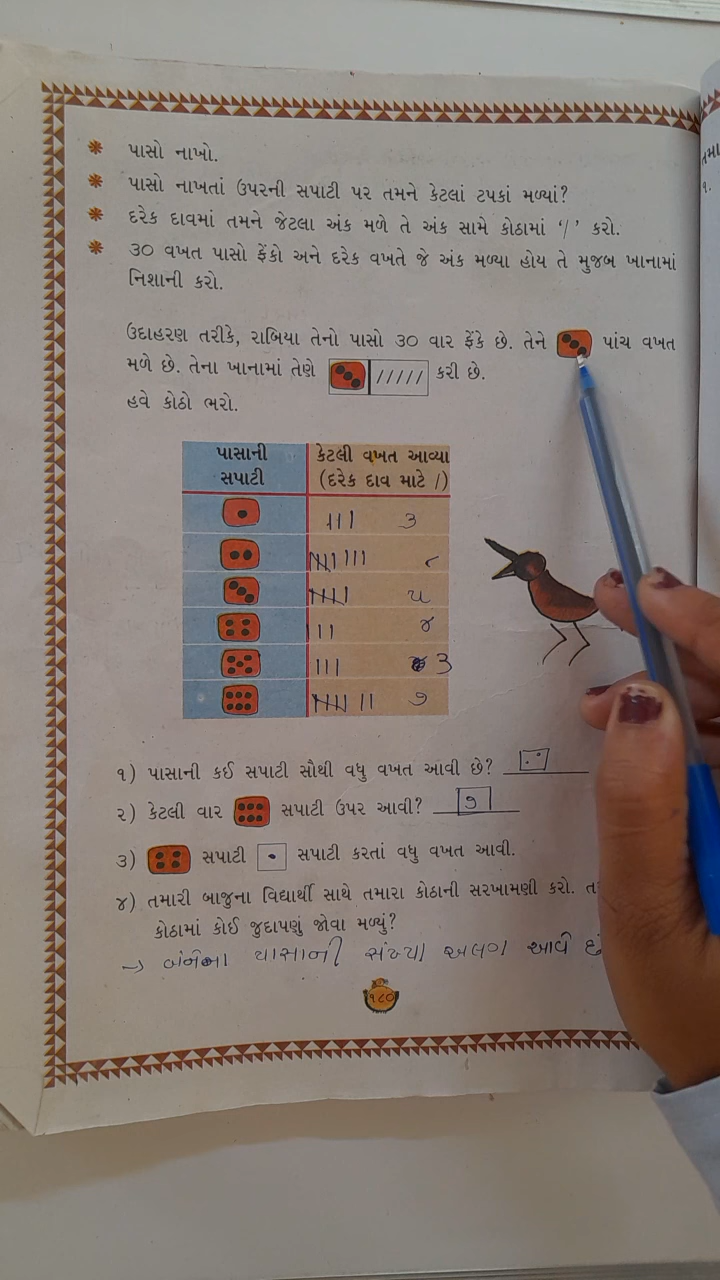 પાસો નાખો.
પાસો નાખતાં ઉપરની સપાટી પર તમને કેટલાં ટપકાં મળ્યાં?
દરેક દાવમાં તમને જેટલા અંક મળે તે અંક સામે કોઠામાં '/' કરો.
૩૦ વખત પાસો ફેંકો અને દરેક વખતે જે અંક મળ્યા હોય તે મુજબ ખાનામાં
નિશાની કરો.
ઉદાહરણ તરીકે, રાબિયા તેનો પાસો ૩૦ વાર ફેંકે છે. તેને પાંચ વખત
મળે છે. તેના ખાનામાં તેણે ///// કરી છે.
હવે કોઠો ભરો.
પાસાની સપાટી
કેટલી વખત આવ્યા
(દરેક દાવ માટે /)
૩
૮
૫
૪
3
૭
૧) પાસાની કઈ સપાટી સૌથી વધુ વખત આવી છે?
૨) કેટલી વાર સપાટી ઉપર આવી? ૭
૩) સપાટી સપાટી કરતાં વધુ વખત આવી.
૪) તમારી બાજુના વિદ્યાર્થી સાથે તમારા કોઠાની સરખામણી કરો.
કોઠામાં કોઈ જુદાપણું જોવા મળ્યું?
→ બંનેના પાસાની સંખ્યા અલગ આવી
૧૮૦
તમા
૧.